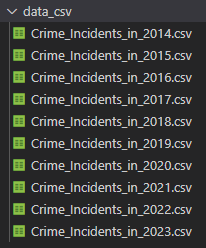 data_csv
Crime_Incidents_in_2014.csv
Crime_Incidents_in_2015.csv
Crime_Incidents_in_2016.csv
Crime_Incidents_in_2017.csv
Crime_Incidents_in_2018.csv
Crime_Incidents_in_2019.csv
Crime_Incidents_in_2020.csv
Crime_Incidents_in_2021.csv
Crime_Incidents_in_2022.csv
Crime_Incidents_in_2023.csv